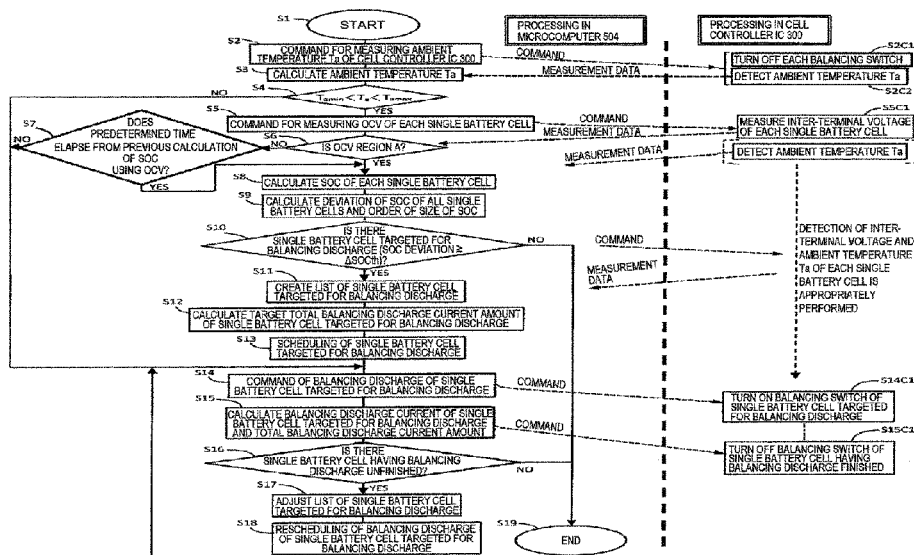 S1
START
PROCESSING IN
MICROCOMPUTER 504
PROCESSING IN CELL
CONTROLLER IC 300
S2
COMMAND FOR MEASURING AMBIENT
TEMPERATURE Ta OF CELL CONTROLLER IC 300
COMMAND
S2C1
TURN OFF EACH BALANCING SWITCH
S3
CALCULATE AMBIENT TEMPERATURE Ta
MEASUREMENT DATA
DETECT AMBIENT TEMPERATURE Ta
S2C2
S4
NO
Tamin < Ta < Tamax
YES
S5
COMMAND FOR MEASURING OCV OF EACH SINGLE BATTERY CELL
COMMAND
S5C1
MEASURE INTER-TERMINAL VOLTAGE
OF EACH SINGLE BATTERY CELL
S7
DOES
PREDETERMINED TIME
ELAPSE FROM PREVIOUS CALCULATION
OF SOC
USING OCV?
NO
YES
S6
IS OCV REGION A?
NO
YES
MEASUREMENT DATA
MEASUREMENT DATA
DETECT AMBIENT TEMPERATURE Ta
S8
CALCULATE SOC OF EACH SINGLE BATTERY CELL
S9
CALCULATE DEVIATION OF SOC OF ALL SINGLE
BATTERY CELLS AND ORDER OF SIZE OF SOC
S10
IS THERE
SINGLE BATTERY CELL TARGETED FOR
BALANCING DISCHARGE (SOC DEVIATION ≥
ΔSOCth)?
NO
YES
COMMAND
MEASUREMENT
DATA
DETECTION OF INTER-
TERMINAL VOLTAGE AND
AMBIENT TEMPERATURE
Ta OF EACH SINGLE
BATTERY CELL IS
APPROPRIATELY
PERFORMED
S11
CREATE LIST OF SINGLE BATTERY CELL
TARGETED FOR BALANCING DISCHARGE
S12
CALCULATE TARGET TOTAL BALANCING DISCHARGE CURRENT AMOUNT
OF SINGLE BATTERY CELL TARGETED FOR BALANCING DISCHARGE
S13
SCHEDULING OF SINGLE BATTERY CELL
TARGETED FOR BALANCING DISCHARGE
S14
COMMAND OF BALANCING DISCHARGE OF SINGLE
BATTERY CELL TARGETED FOR BALANCING DISCHARGE
COMMAND
S14C1
TURN ON BALANCING SWITCH OF
SINGLE BATTERY CELL TARGETED
FOR BALANCING DISCHARGE
S15
CALCULATE BALANCING DISCHARGE CURRENT OF SINGLE
BATTERY CELL TARGETED FOR BALANCING DISCHARGE
AND TOTAL BALANCING DISCHARGE CURRENT AMOUNT
COMMAND
S15C1
TURN OFF BALANCING SWITCH OF
SINGLE BATTERY CELL HAVING
BALANCING DISCHARGE FINISHED
S16
IS THERE
SINGLE BATTERY CELL HAVING BALANCING
DISCHARGE UNFINISHED?
NO
YES
S17
ADJUST LIST OF SINGLE BATTERY CELL
TARGETED FOR BALANCING DISCHARGE
S18
RESCHEDULING OF BALANCING DISCHARGE
OF SINGLE BATTERY CELL TARGETED FOR
BALANCING DISCHARGE
S19
END